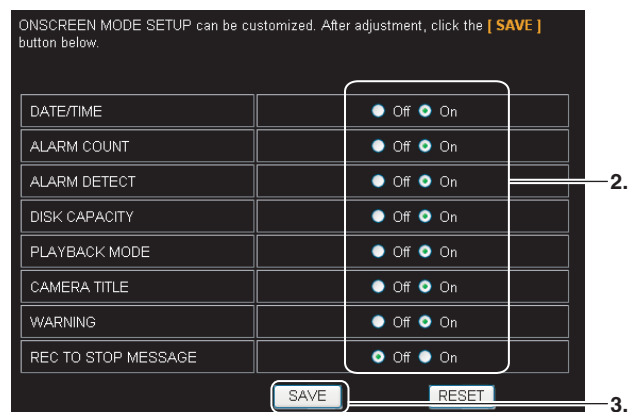 ONSCREEN MODE SETUP can be customized. After adjustment, click the [ SAVE ]
button below.
DATE/TIME Off On
ALARM COUNT Off On
ALARM DETECT Off On
2.
DISK CAPACITY Off On
PLAYBACK MODE Off On
CAMERA TITLE Off On
WARNING Off On
REC TO STOP MESSAGE Off On
SAVE RESET
3.